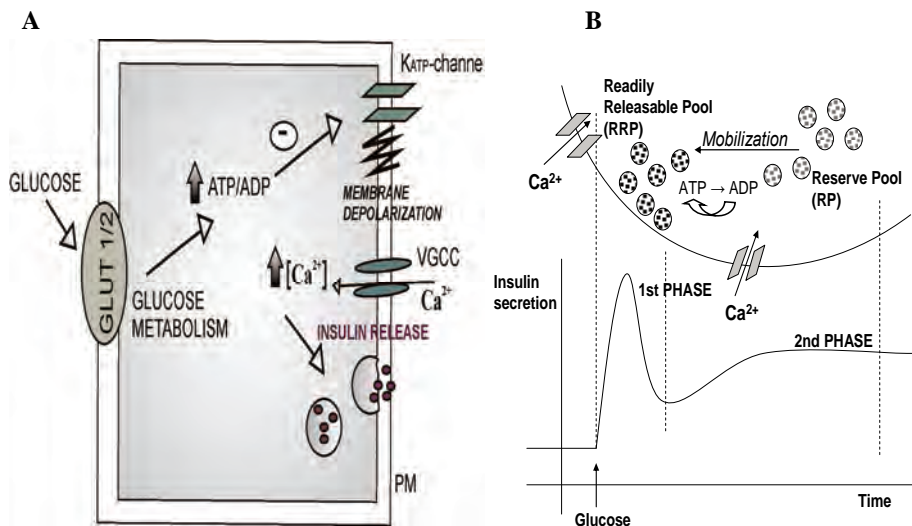 A
KATP-channe
GLUCOSE
ATP/ADP
-
MEMBRANE
DEPOLARIZATION
GLUT 1/2
VGCC
[Ca²⁺]
Ca²⁺
GLUCOSE
METABOLISM
INSULIN RELEASE
PM
B
Readily
Releasable Pool
(RRP)
Mobilization
Ca²⁺
ATP → ADP
Reserve Pool
(RP)
Insulin
secretion
1st PHASE
Ca²⁺
2nd PHASE
Time
Glucose